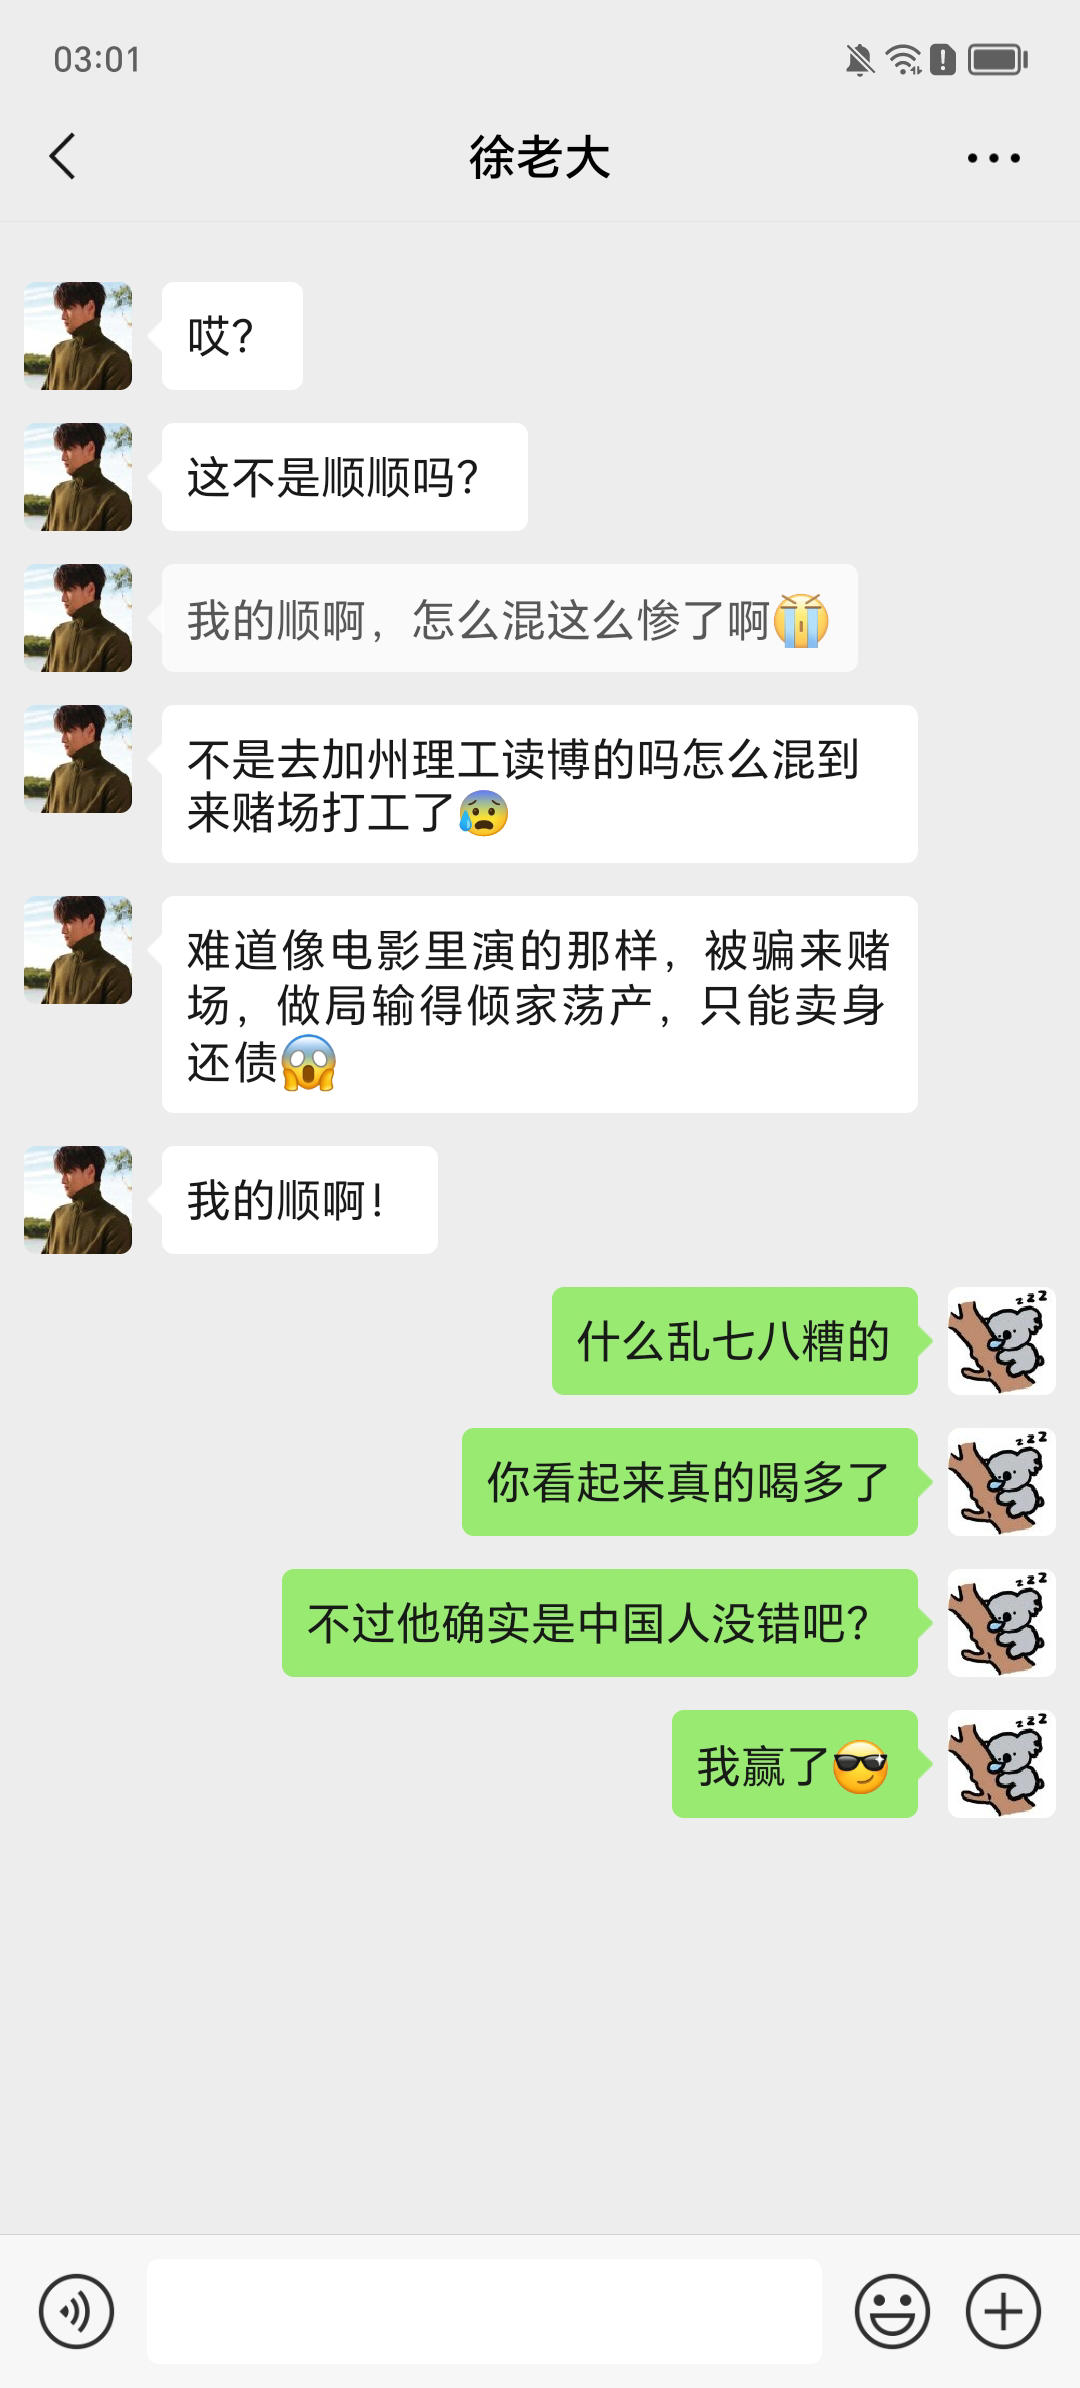 03:01
徐老大
哎？
这不是顺顺吗？
我的顺啊，怎么混这么惨了啊😭
不是去加州理工读博的吗怎么混到
来赌场打工了😰
难道像电影里演的那样，被骗来赌
场，做局输得倾家荡产，只能卖身
还债😱
我的顺啊！
什么乱七八糟的
你看起来真的喝多了
不过他确实是中国人没错吧？
我赢了😎